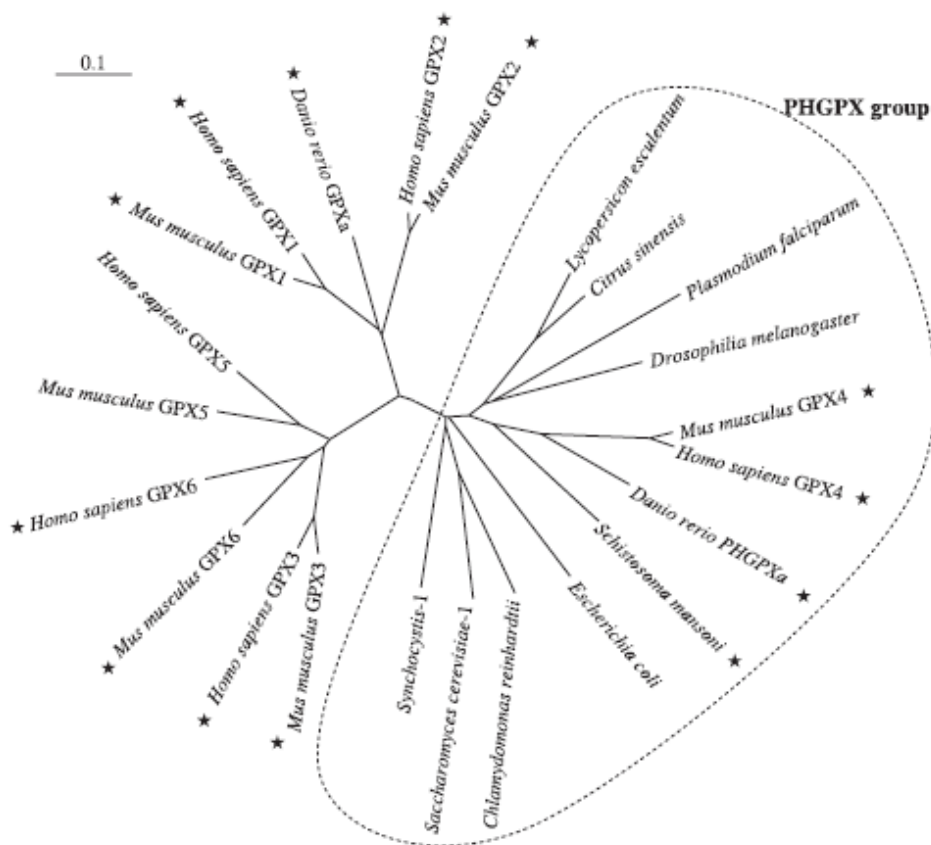 0.1
★ Homo sapiens GPX2
★ Mus musculus GPX2
★ Danio rerio GPXa
★ Homo sapiens GPX1
★ Mus musculus GPX1
Homo sapiens GPX5
Mus musculus GPX5
★ Homo sapiens GPX6
★ Mus musculus GPX6
★ Homo sapiens GPX3
★ Mus musculus GPX3
PHGPX group
Lycopersicon esculentum
Citrus sinensis
Plasmodium falciparum
Drosophilia melanogaster
Mus musculus GPX4 ★
Homo sapiens GPX4 ★
Danio rerio PHGPXa ★
Schistosoma mansoni ★
Escherichia coli
Chlamydomonas reinhardtii
Saccharomyces cerevisiae-1
Synchocystis-1